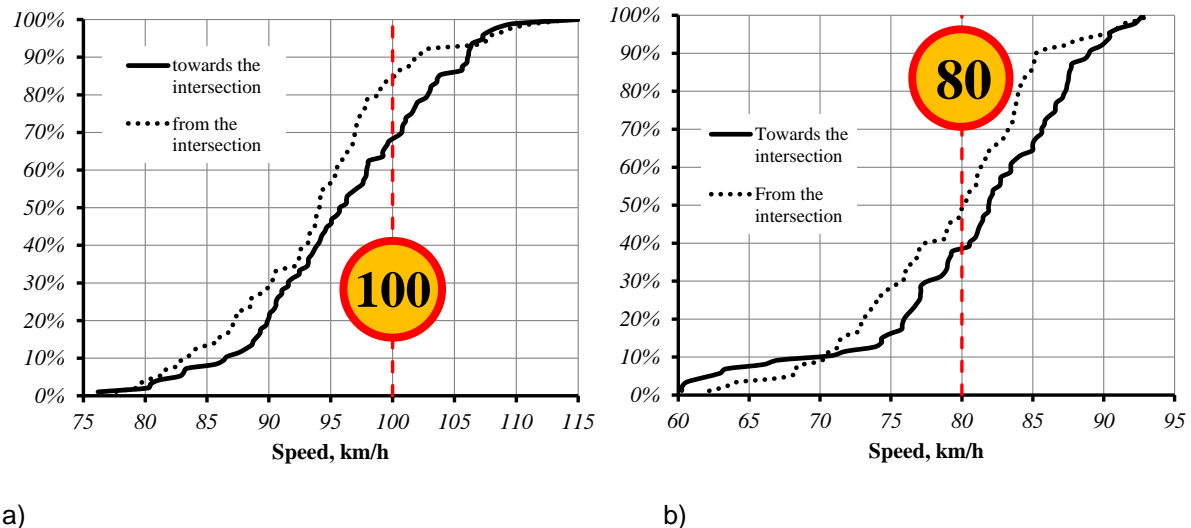 100%
90%
80%
70%
60%
50%
40%
30%
20%
10%
0%
towards the
intersection
from the
intersection
100
75 80 85 90 95 100 105 110 115
Speed, km/h
a)
100%
90%
80%
70%
60%
50%
40%
30%
20%
10%
0%
80
Towards the
intersection
From the
intersection
60 65 70 75 80 85 90 95
Speed, km/h
b)